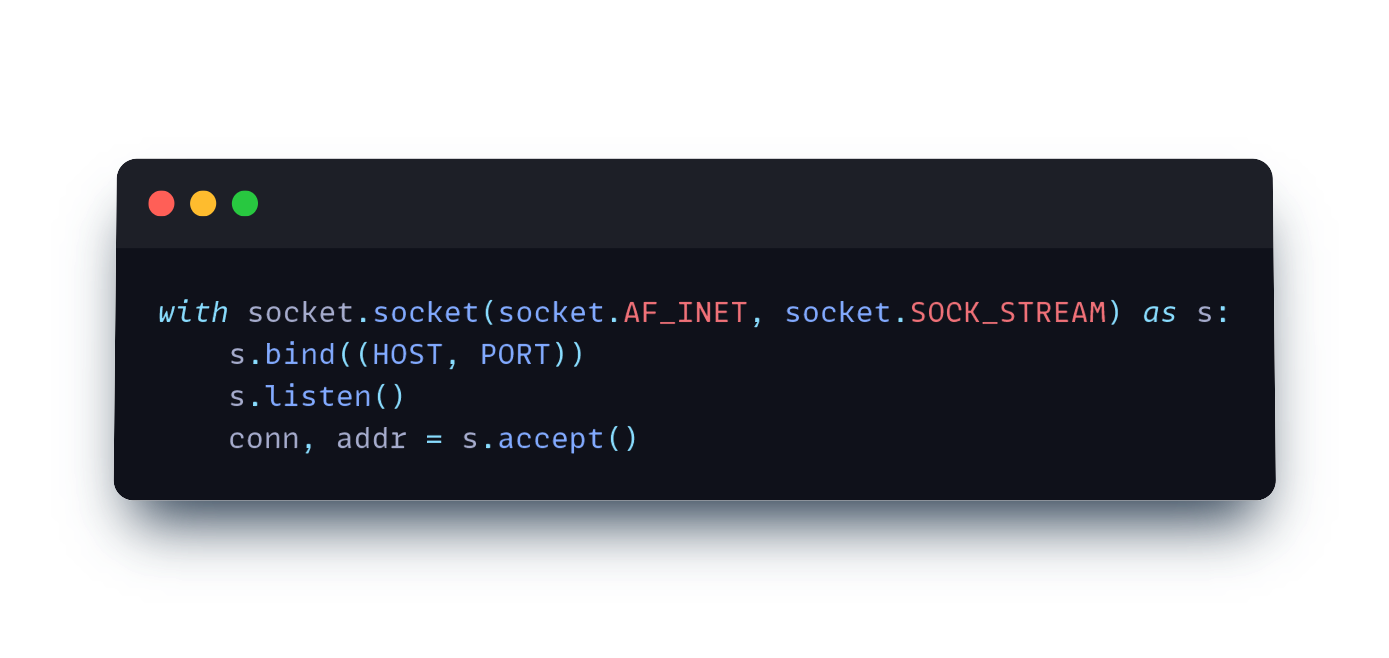 with socket.socket(socket.AF_INET, socket.SOCK_STREAM) as s:
    s.bind((HOST, PORT))
    s.listen()
    conn, addr = s.accept()